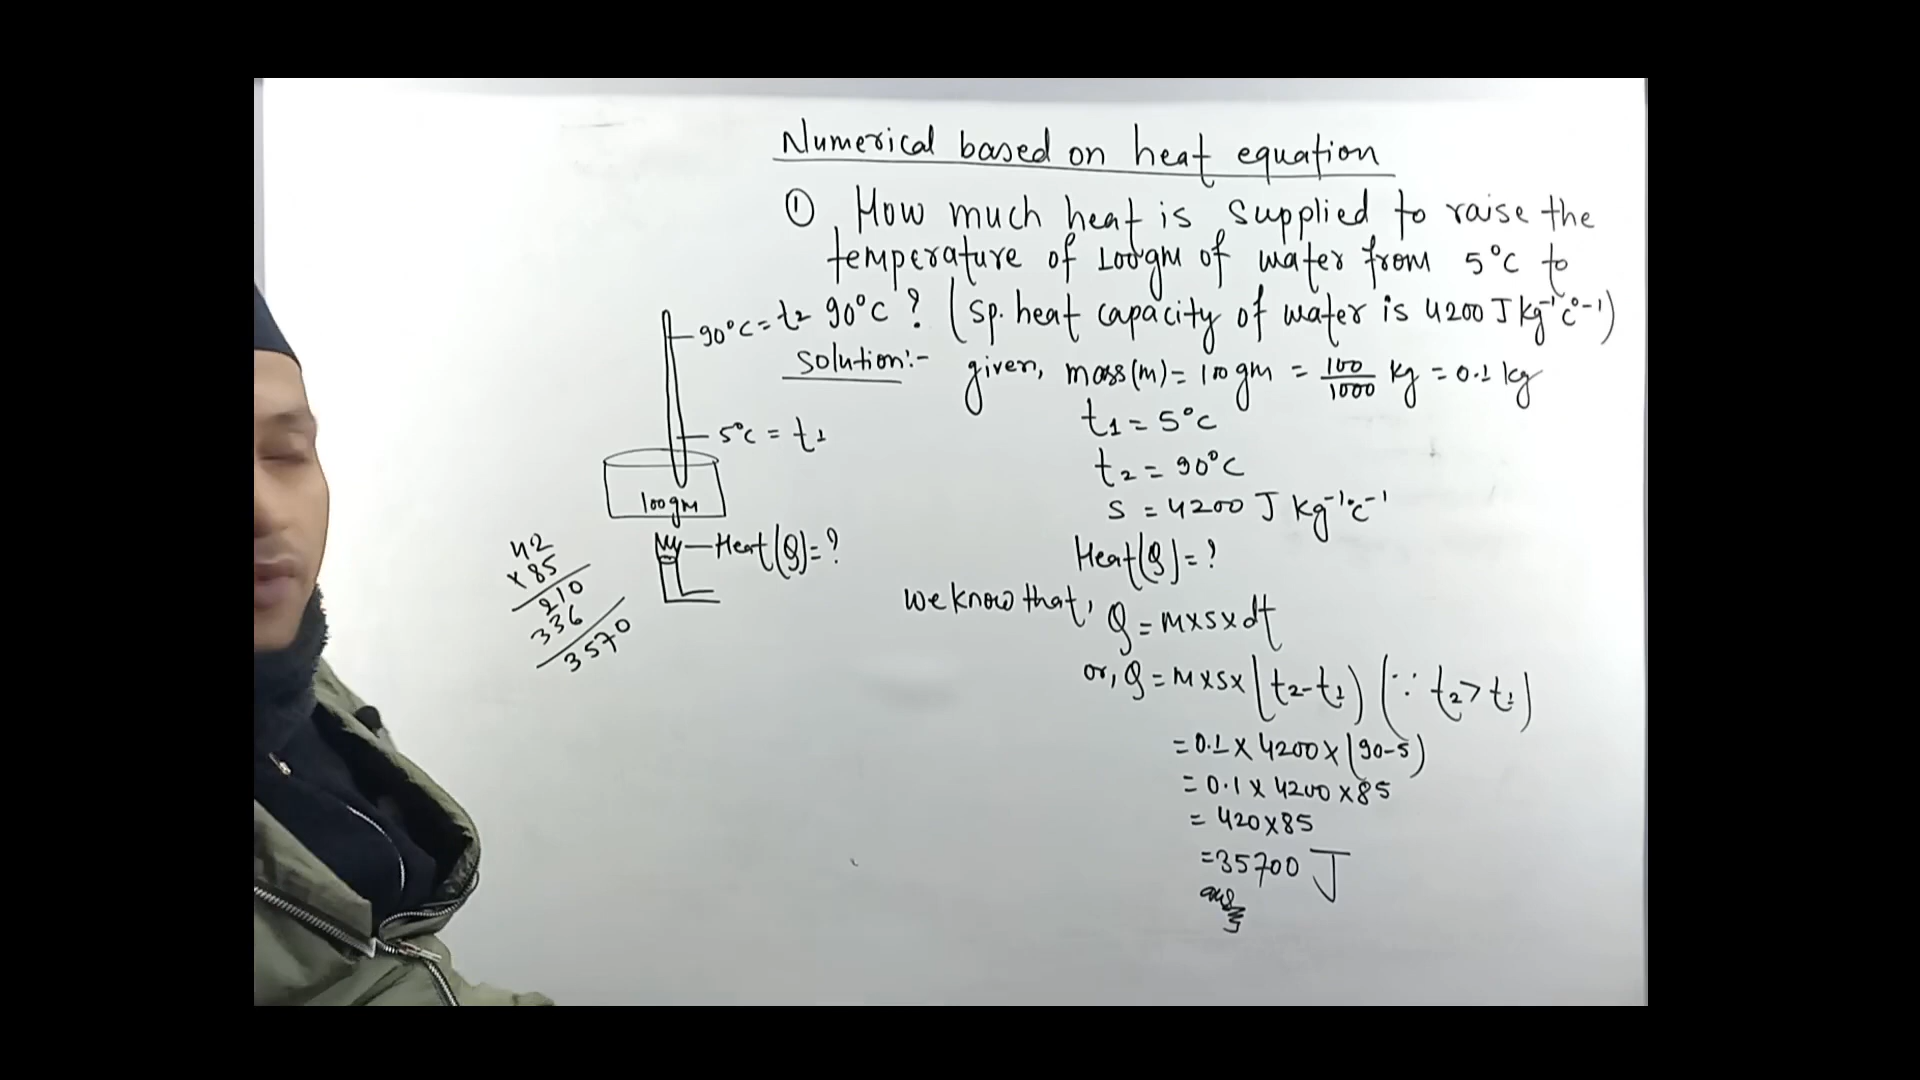 Numerical based on heat equation
① How much heat is supplied to raise the
temperature of 100gm of water from 5°C to
90°C ? (sp. heat capacity of water is 4200 J kg⁻¹ c°⁻¹)
solution:- given, mass(m) = 100 gm = 100/1000 kg = 0.1 kg
t₁ = 5°C
t₂ = 90°C
s = 4200 J kg⁻¹°c⁻¹
Heat(Q) = ?
we know that, Q = m×s×dt
or, Q = m×s×(t₂-t₁) (∵ t₂>t₁)
= 0.1 × 4200 × (90-5)
= 0.1 × 4200 × 85
= 420×85
= 35700 J
ans
90°C = t₂
5°C = t₁
100gm
Heat(Q) = ?
42
×85
210
336
3570